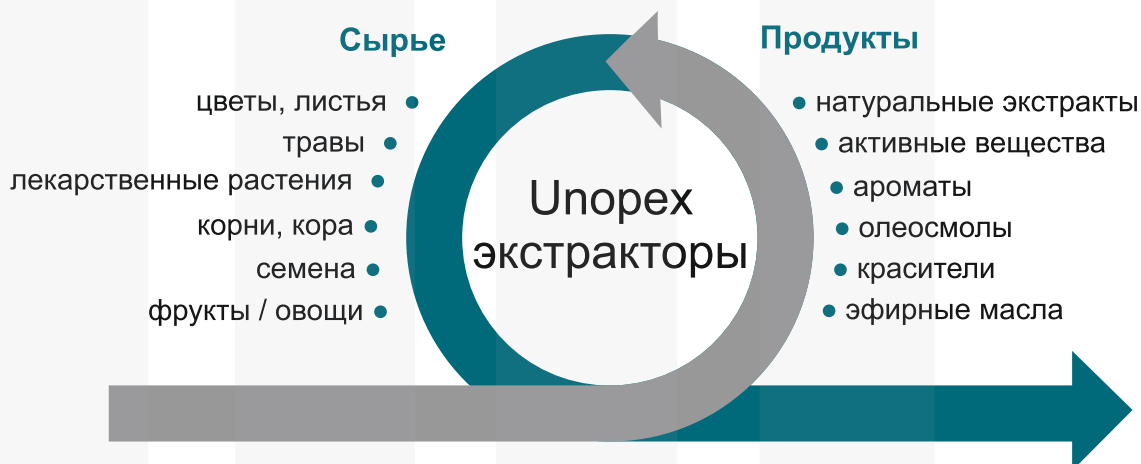 Сырье
цветы, листья
травы
лекарственные растения
корни, кора
семена
фрукты / овощи
Unopex
экстракторы
Продукты
натуральные экстракты
активные вещества
ароматы
олеосмолы
красители
эфирные масла